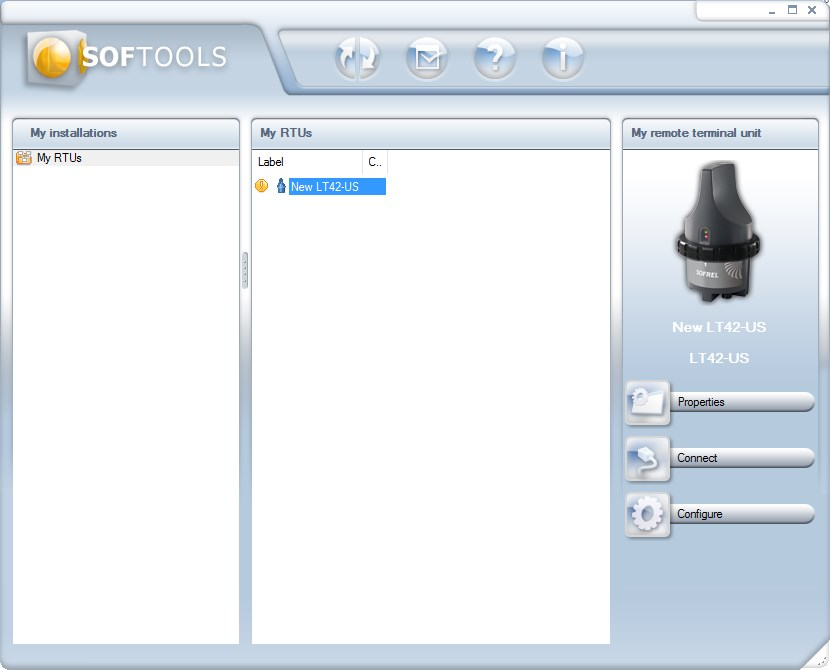 SOFTOOLS
My installations
My RTUs
My RTUs
Label
C..
New LT42-US
My remote terminal unit
SOFREL
New LT42-US
LT42-US
Properties
Connect
Configure